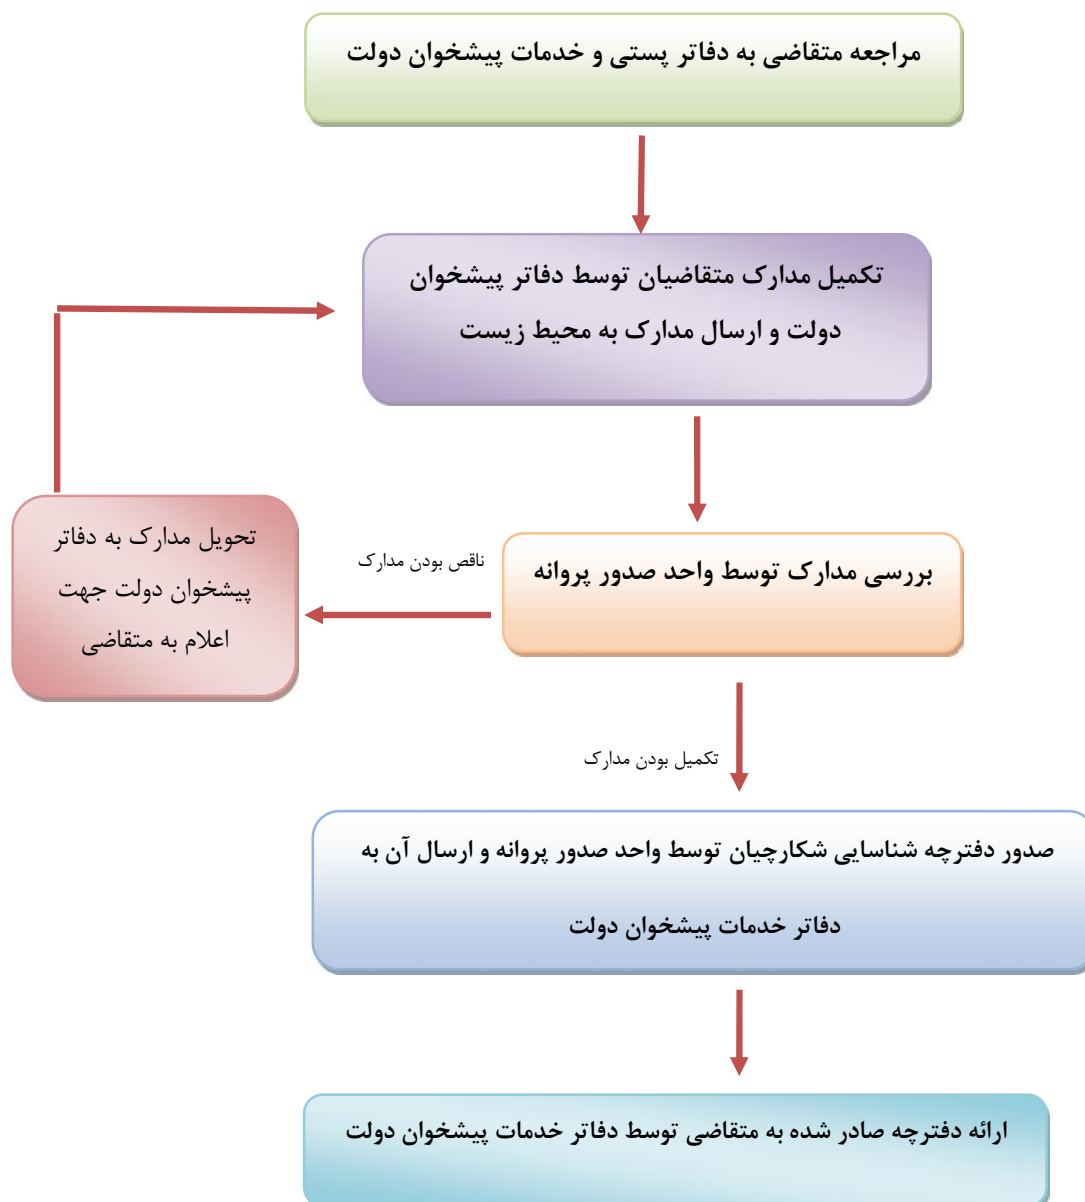 مراجعه متقاضی به دفاتر پستی و خدمات پیشخوان دولت
تکمیل مدارک متقاضیان توسط دفاتر پیشخوان
دولت و ارسال مدارک به محیط زیست
بررسی مدارک توسط واحد صدور پروانه
ناقص بودن مدارک
تحویل مدارک به دفاتر
پیشخوان دولت جهت
اعلام به متقاضی
تکمیل بودن مدارک
صدور دفترچه شناسایی شکارچیان توسط واحد صدور پروانه و ارسال آن به
دفاتر خدمات پیشخوان دولت
ارائه دفترچه صادر شده به متقاضی توسط دفاتر خدمات پیشخوان دولت